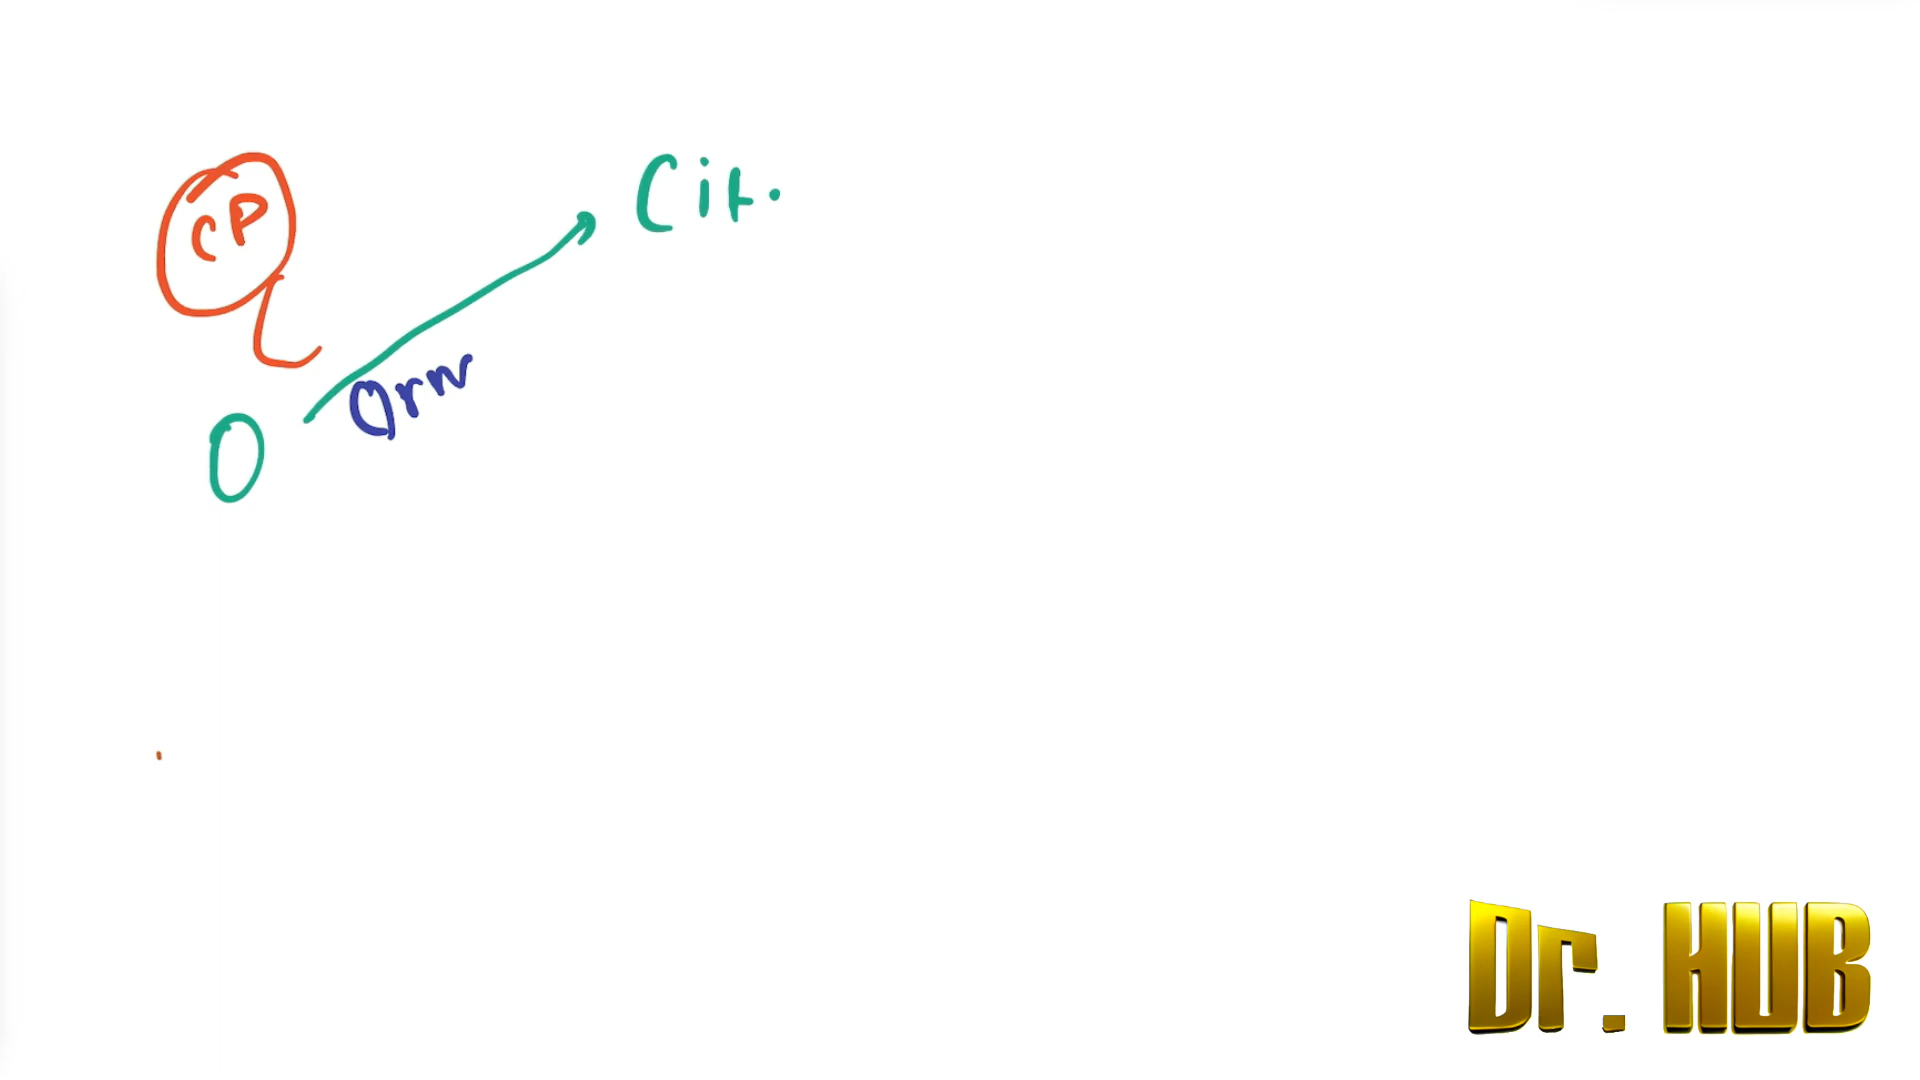 CP
Cit.
Orn
O
Dr. HUB